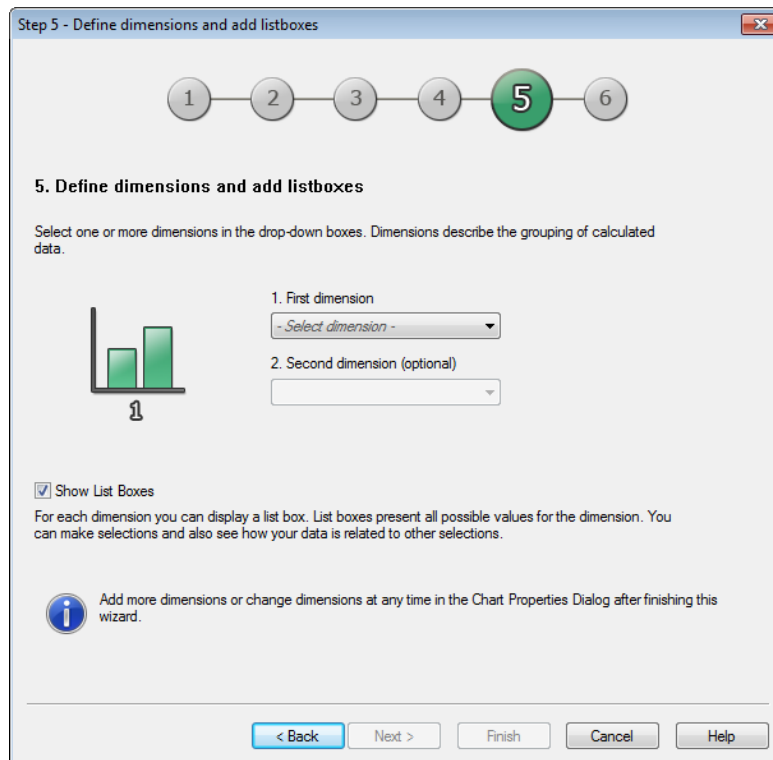 Step 5 - Define dimensions and add listboxes
1 2 3 4 5 6
5. Define dimensions and add listboxes
Select one or more dimensions in the drop-down boxes. Dimensions describe the grouping of calculated
data.
1. First dimension
- Select dimension -
2. Second dimension (optional)
1
Show List Boxes
For each dimension you can display a list box. List boxes present all possible values for the dimension. You
can make selections and also see how your data is related to other selections.
Add more dimensions or change dimensions at any time in the Chart Properties Dialog after finishing this
wizard.
< Back Next > Finish Cancel Help